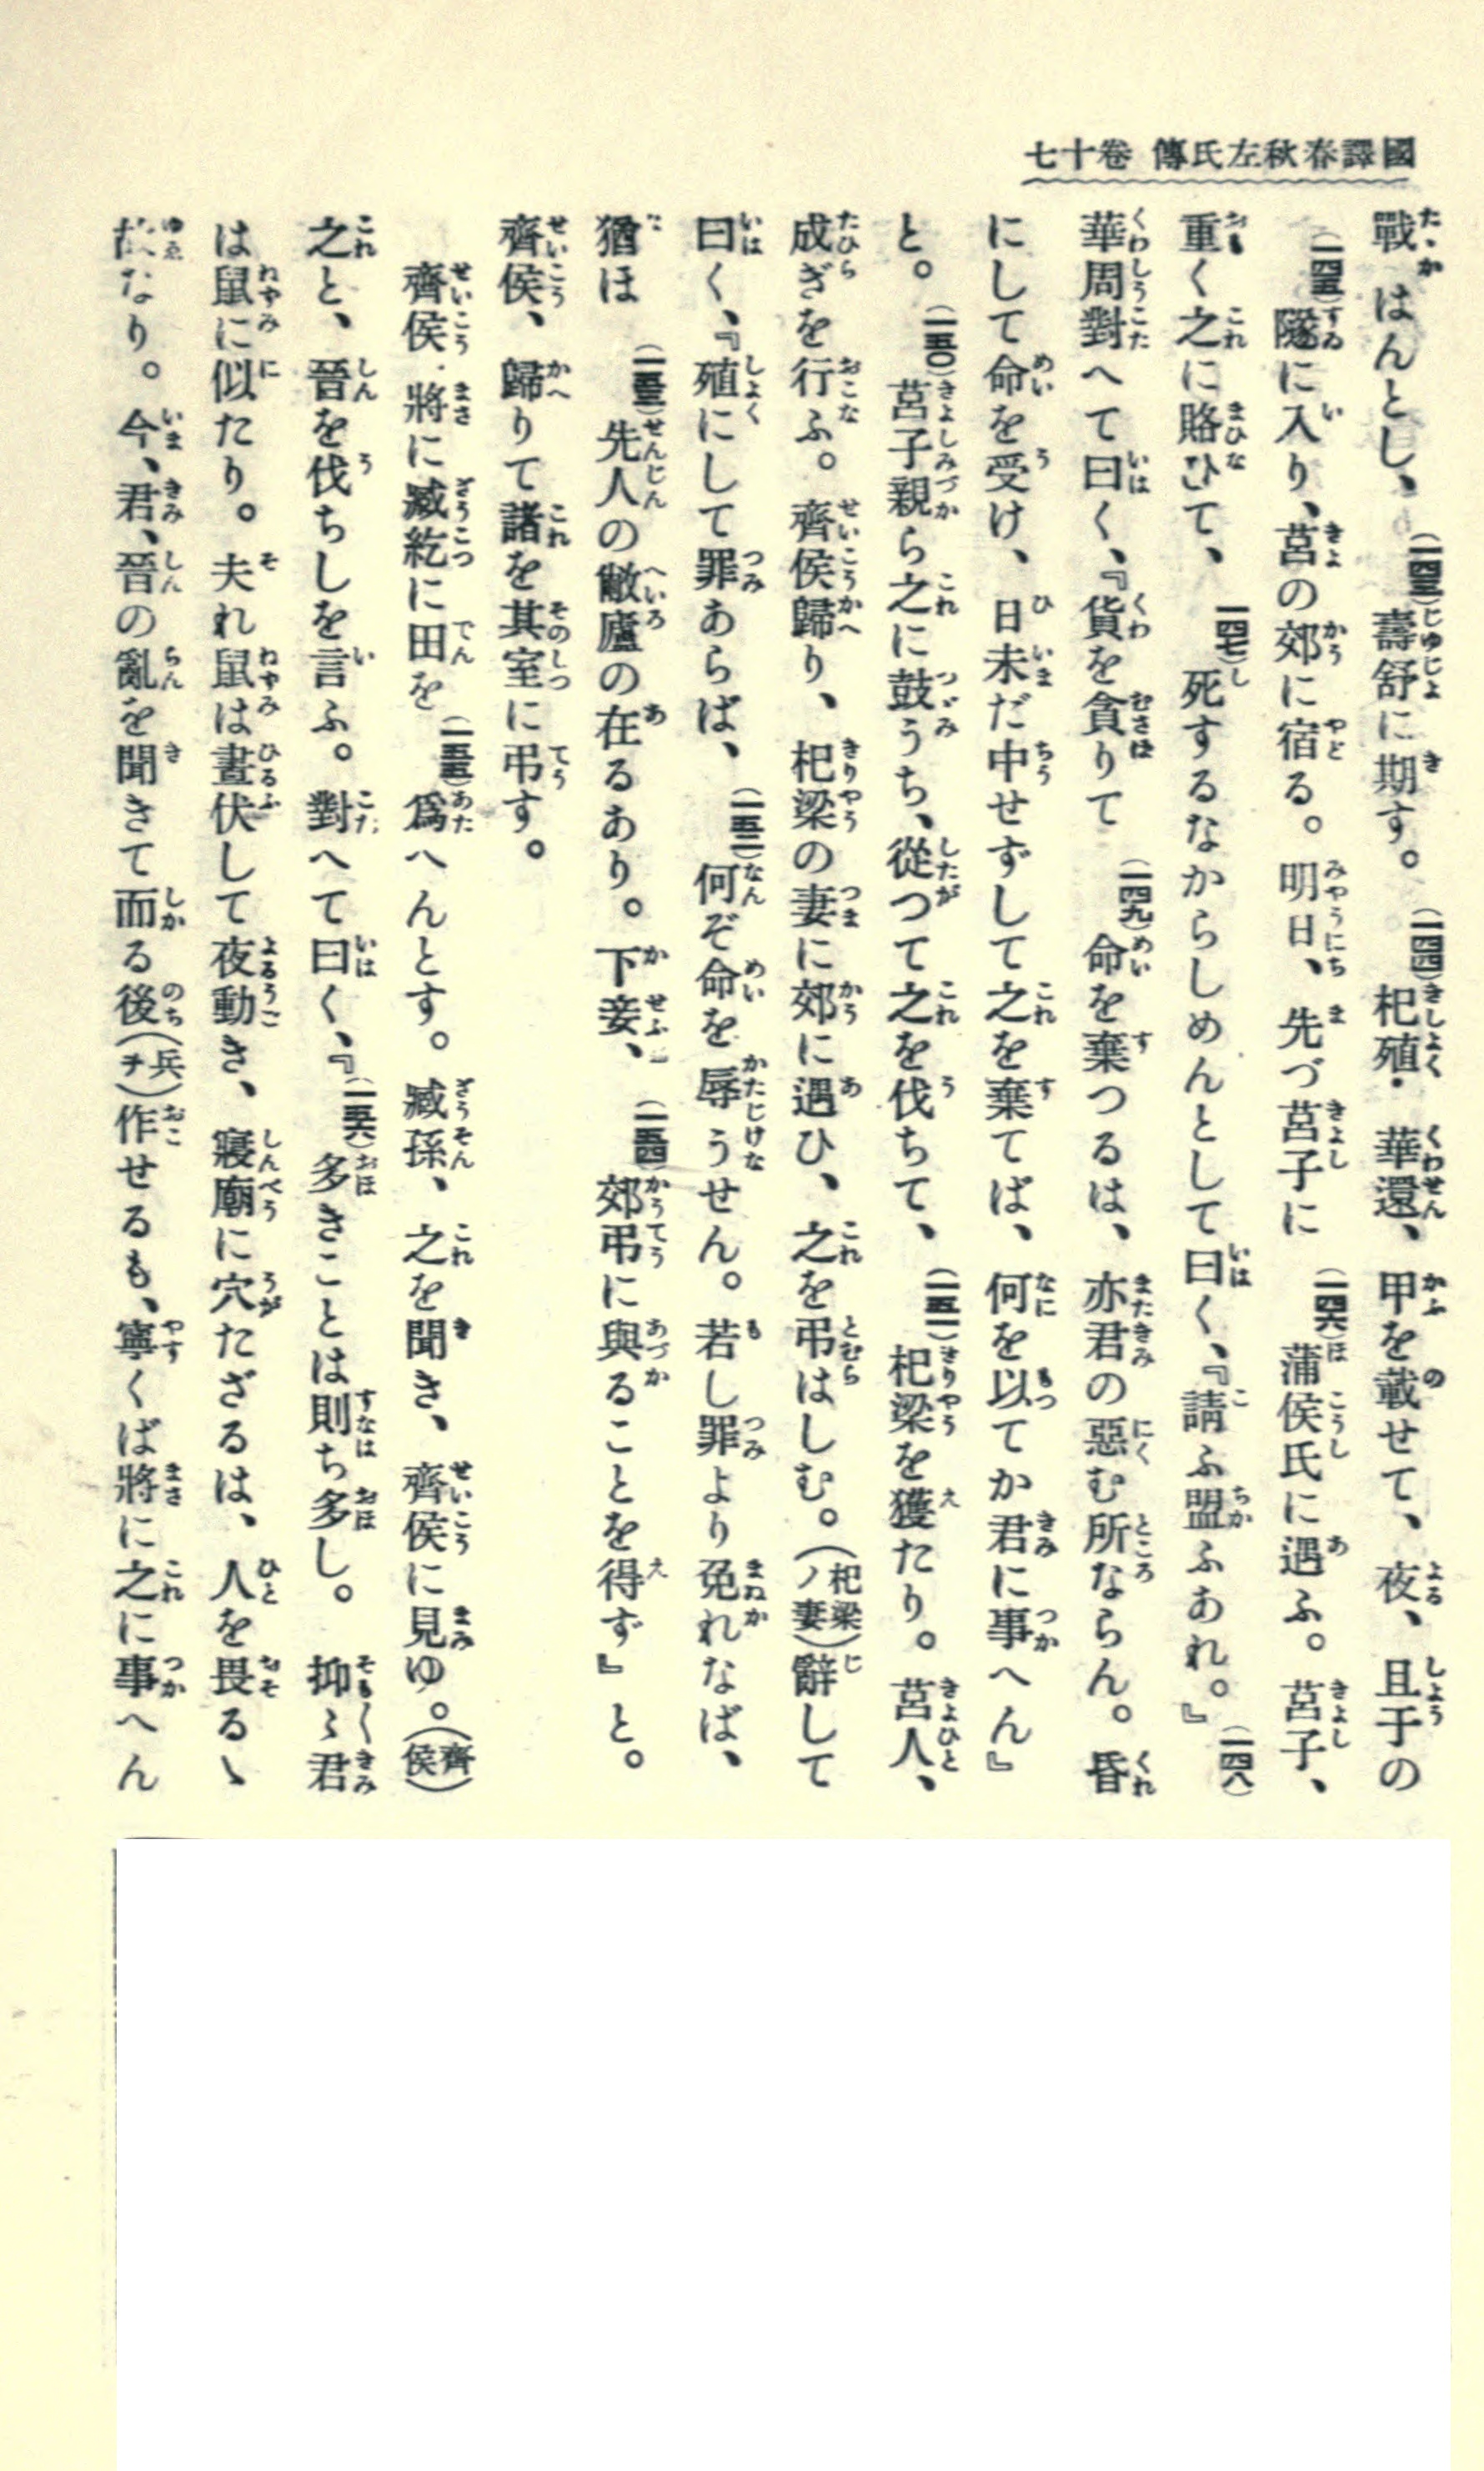 國譯春秋左氏傳 卷十七
戰はんとし、(一四三)壽舒に期す。(一四四)杞殖・華還、甲を載せて、夜、且于の
(一四五)隧に入り、莒の郊に宿る。明日、先づ莒子に(一四六)蒲侯氏に遇ふ。莒子、
重く之に賂ひて、(一四七)死するなからしめんとして曰く、『請ふ盟ふあれ。』(一四八)
華周對へて曰く、『貨を貪りて(一四九)命を棄つるは、亦君の惡む所ならん。昏
にして命を受け、日未だ中せずして之を棄てば、何を以てか君に事へん』
と。(一五〇)莒子親ら之に鼓うち、從つて之を伐ちて、(一五一)杞梁を獲たり。莒人、
成ぎを行ふ。齊侯歸り、杞梁の妻に郊に遇ひ、之を弔はしむ。(杞梁ノ妻)辭して
曰く、『殖にして罪あらば、(一五二)何ぞ命を辱うせん。若し罪より免れなば、
猶ほ(一五三)先人の敝廬の在るあり。下妾、(一五四)郊弔に與ることを得ず』と。
齊侯、歸りて諸を其室に弔す。
齊侯將に臧紇に田を(一五五)爲へんとす。臧孫、之を聞き、齊侯に見ゆ。(齊侯)
之と、晉を伐ちしを言ふ。對へて曰く、『(一五六)多きことは則ち多し。抑〻君
は鼠に似たり。夫れ鼠は晝伏して夜動き、寢廟に穴たざるは、人を畏るゝ
故なり。今、君、晉の亂を聞きて而る後(兵ヲ)作せるも、寧くば將に之に事へん